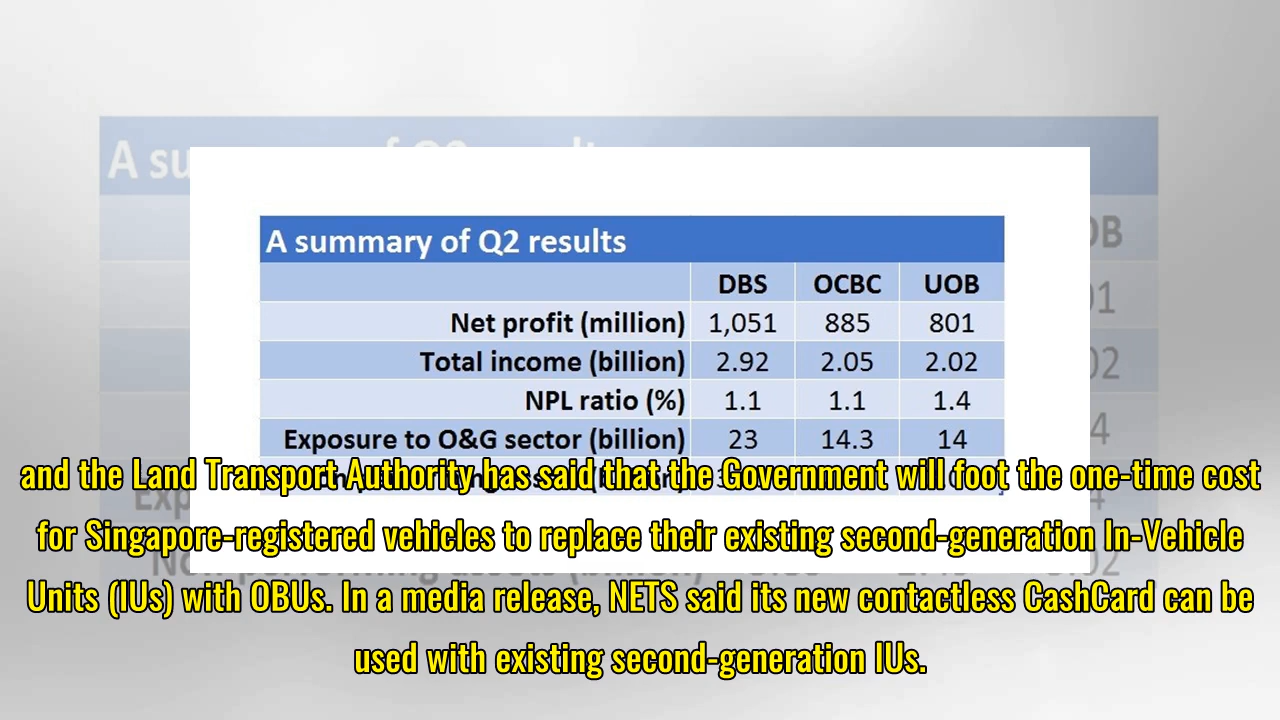 A summary of Q2 results
DBS OCBC UOB
Net profit (million) 1,051 885 801
Total income (billion) 2.92 2.05 2.02
NPL ratio (%) 1.1 1.1 1.4
Exposure to O&G sector (billion) 23 14.3 14
and the Land Transport Authority has said that the Government will foot the one-time cost
for Singapore-registered vehicles to replace their existing second-generation In-Vehicle
Units (IUs) with OBUs. In a media release, NETS said its new contactless CashCard can be
used with existing second-generation IUs.